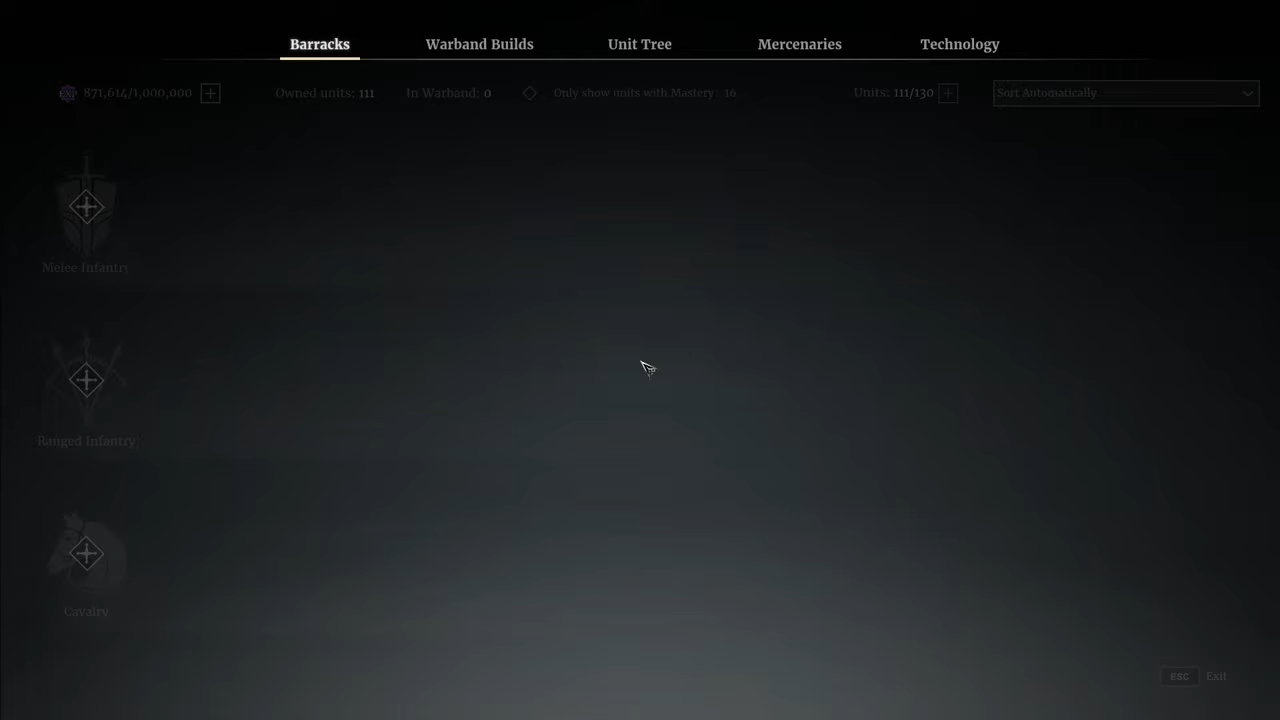 Barracks Warband Builds Unit Tree Mercenaries Technology
871,614/1,000,000 Owned units: 111 In Warband: 0 Only show units with Mastery 16 Units: 111/130 Sort Automatically
Melee Infantry
Ranged Infantry
Cavalry
ESC Exit